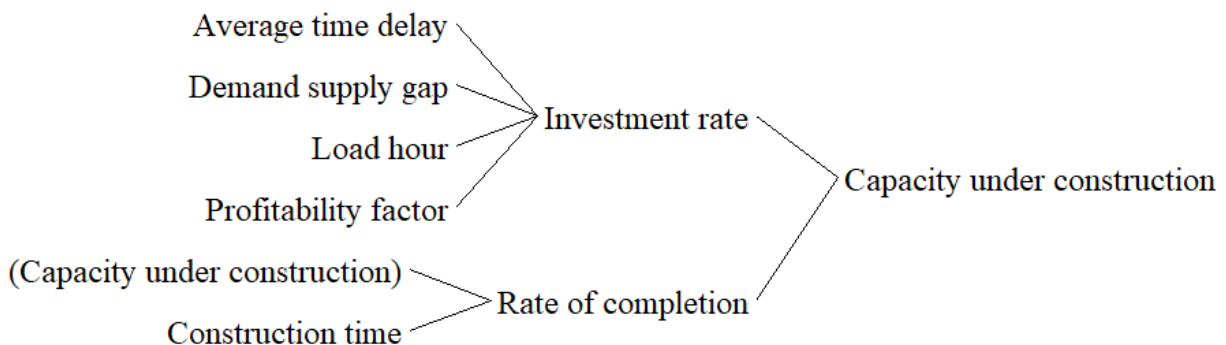 Average time delay
Demand supply gap
Load hour
Profitability factor
(Capacity under construction)
Construction time
Investment rate
Rate of completion
Capacity under construction